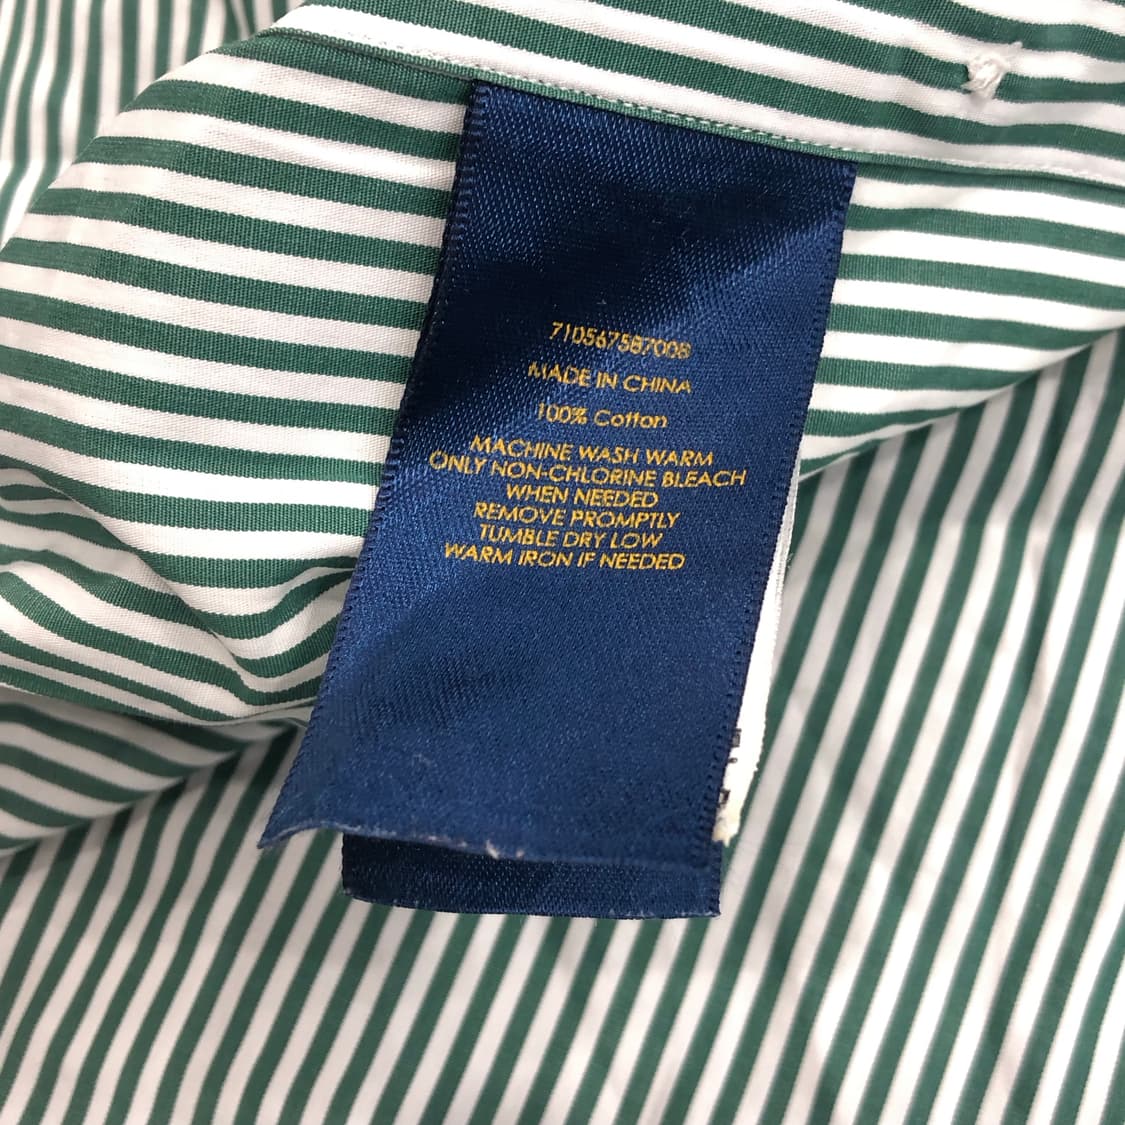 710567587008
MADE IN CHINA
100% Cotton
MACHINE WASH WARM
ONLY NON-CHLORINE BLEACH
WHEN NEEDED
REMOVE PROMPTLY
TUMBLE DRY LOW
WARM IRON IF NEEDED